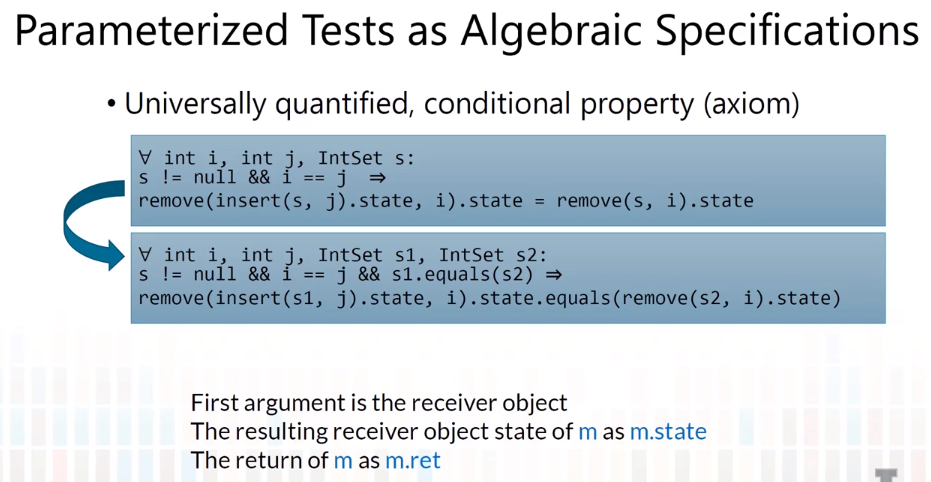 Parameterized Tests as Algebraic Specifications
• Universally quantified, conditional property (axiom)
∀ int i, int j, IntSet s:
s != null && i == j ⇒
remove(insert(s, j).state, i).state = remove(s, i).state
∀ int i, int j, IntSet s1, IntSet s2:
s != null && i == j && s1.equals(s2) ⇒
remove(insert(s1, j).state, i).state.equals(remove(s2, i).state)
First argument is the receiver object
The resulting receiver object state of m as m.state
The return of m as m.ret